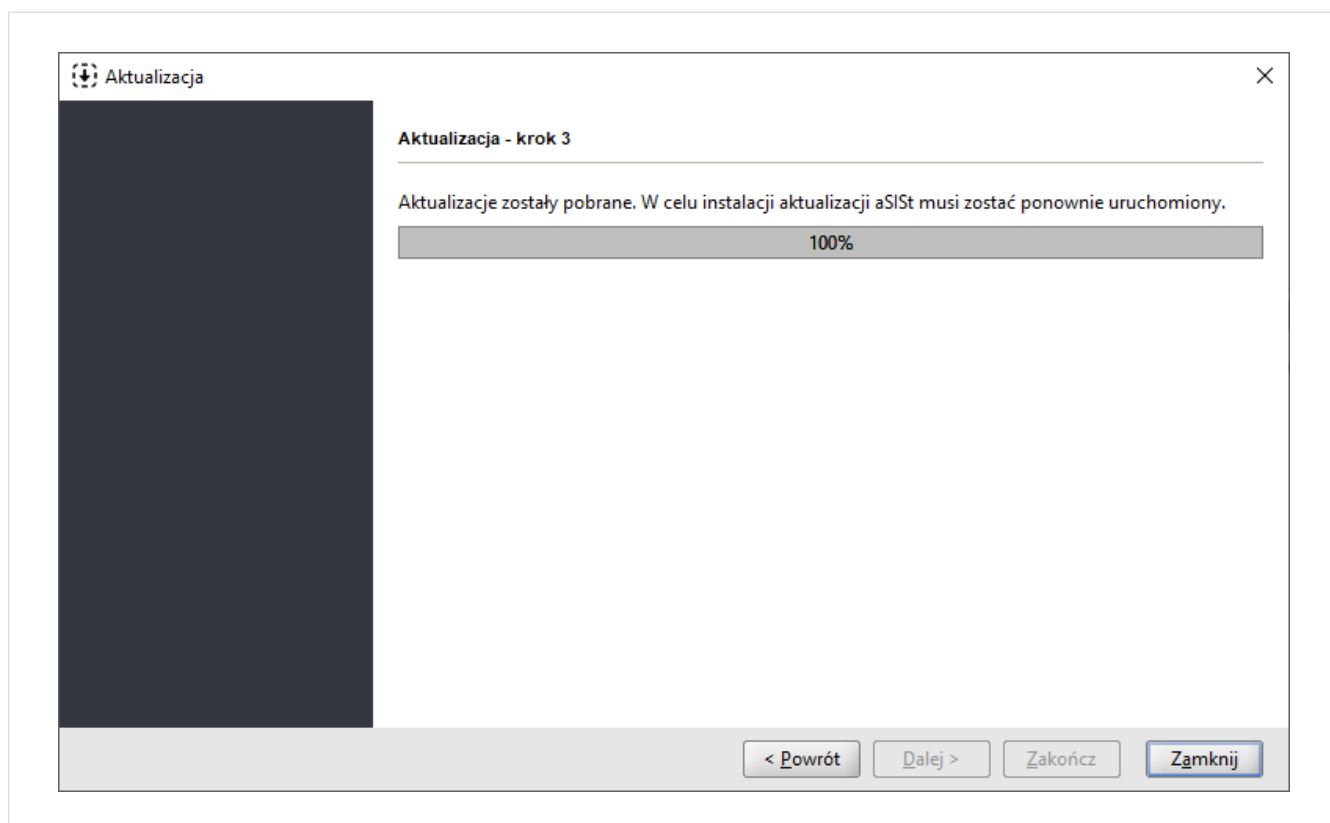 Aktualizacja
Aktualizacja - krok 3
Aktualizacje zostały pobrane. W celu instalacji aktualizacji aSISt musi zostać ponownie uruchomiony.
100%
< Powrót
Dalej >
Zakończ
Zamknij